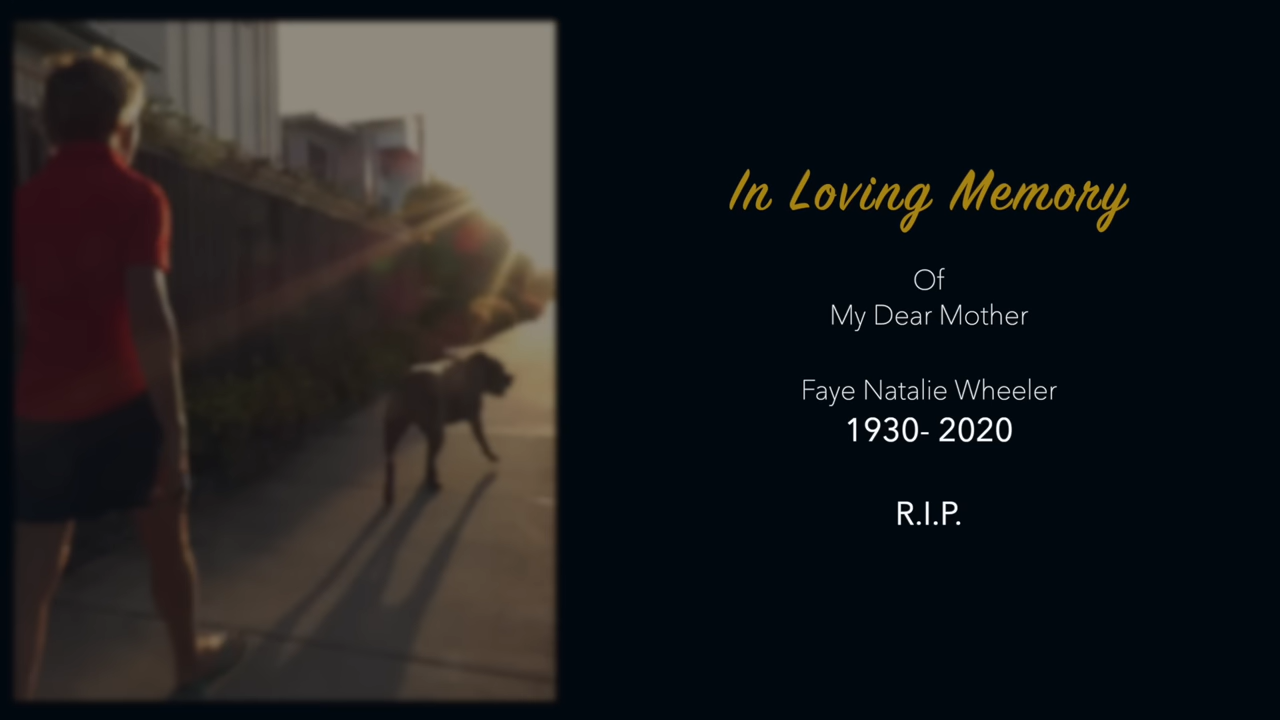 In Loving Memory
Of
My Dear Mother
Faye Natalie Wheeler
1930- 2020
R.I.P.